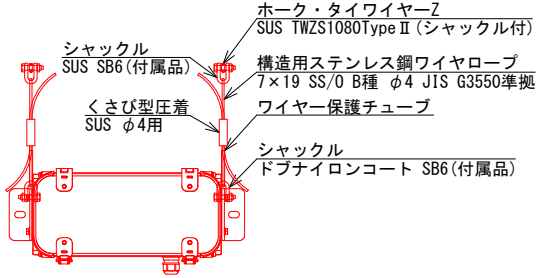 ホーク・タイワイヤーZ
SUS TWZS1080TypeⅡ(シャックル付)
シャックル
SUS SB6(付属品)
構造用ステンレス鋼ワイヤロープ
7×19 SS/O B種 φ4 JIS G3550準拠
くさび型圧着
SUS φ4用
ワイヤー保護チューブ
シャックル
ドブナイロンコート SB6(付属品)